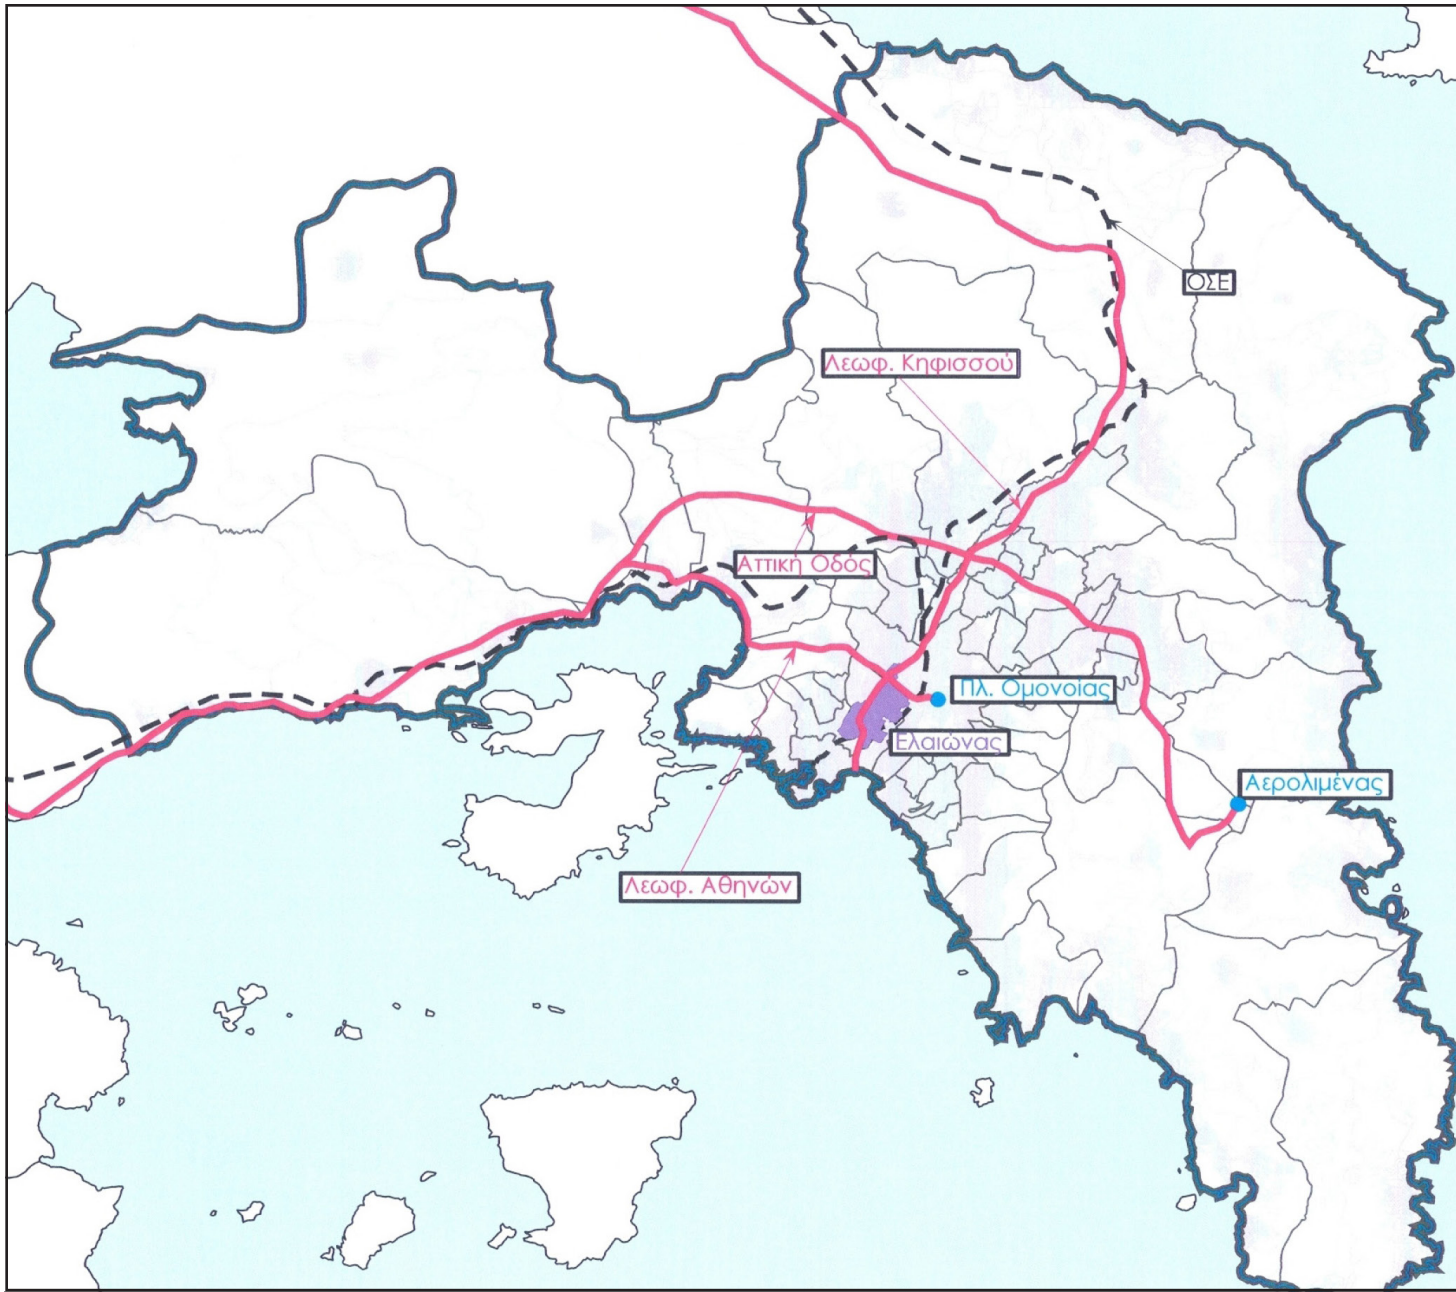 ΟΣΕ
Λεωφ. Κηφισσού
Αττική Οδός
Πλ. Ομονοίας
Ελαιώνας
Αερολιμένας
Λεωφ. Αθηνών